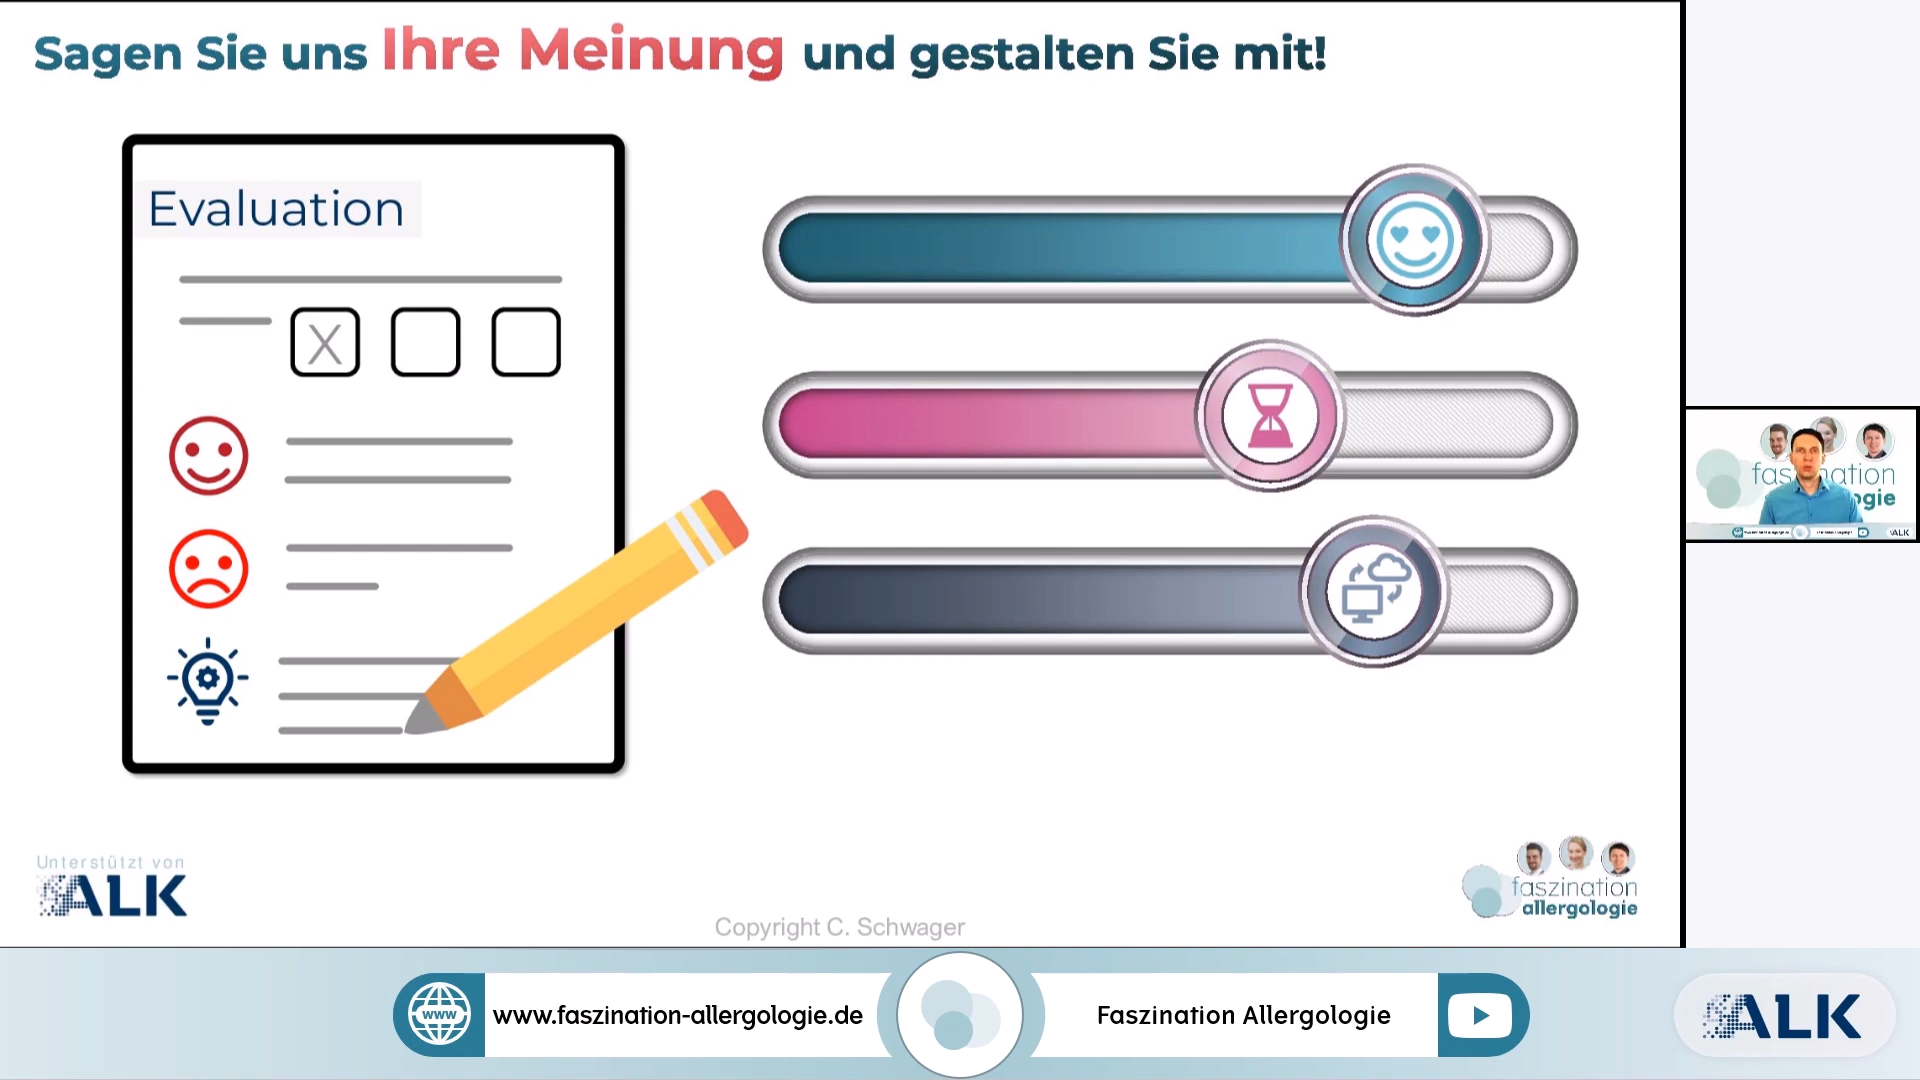 Sagen Sie uns Ihre Meinung und gestalten Sie mit!
Evaluation
X
Unterstützt von
ALK
Copyright C. Schwager
faszination
allergologie
www
www.faszination-allergologie.de
Faszination Allergologie
ALK